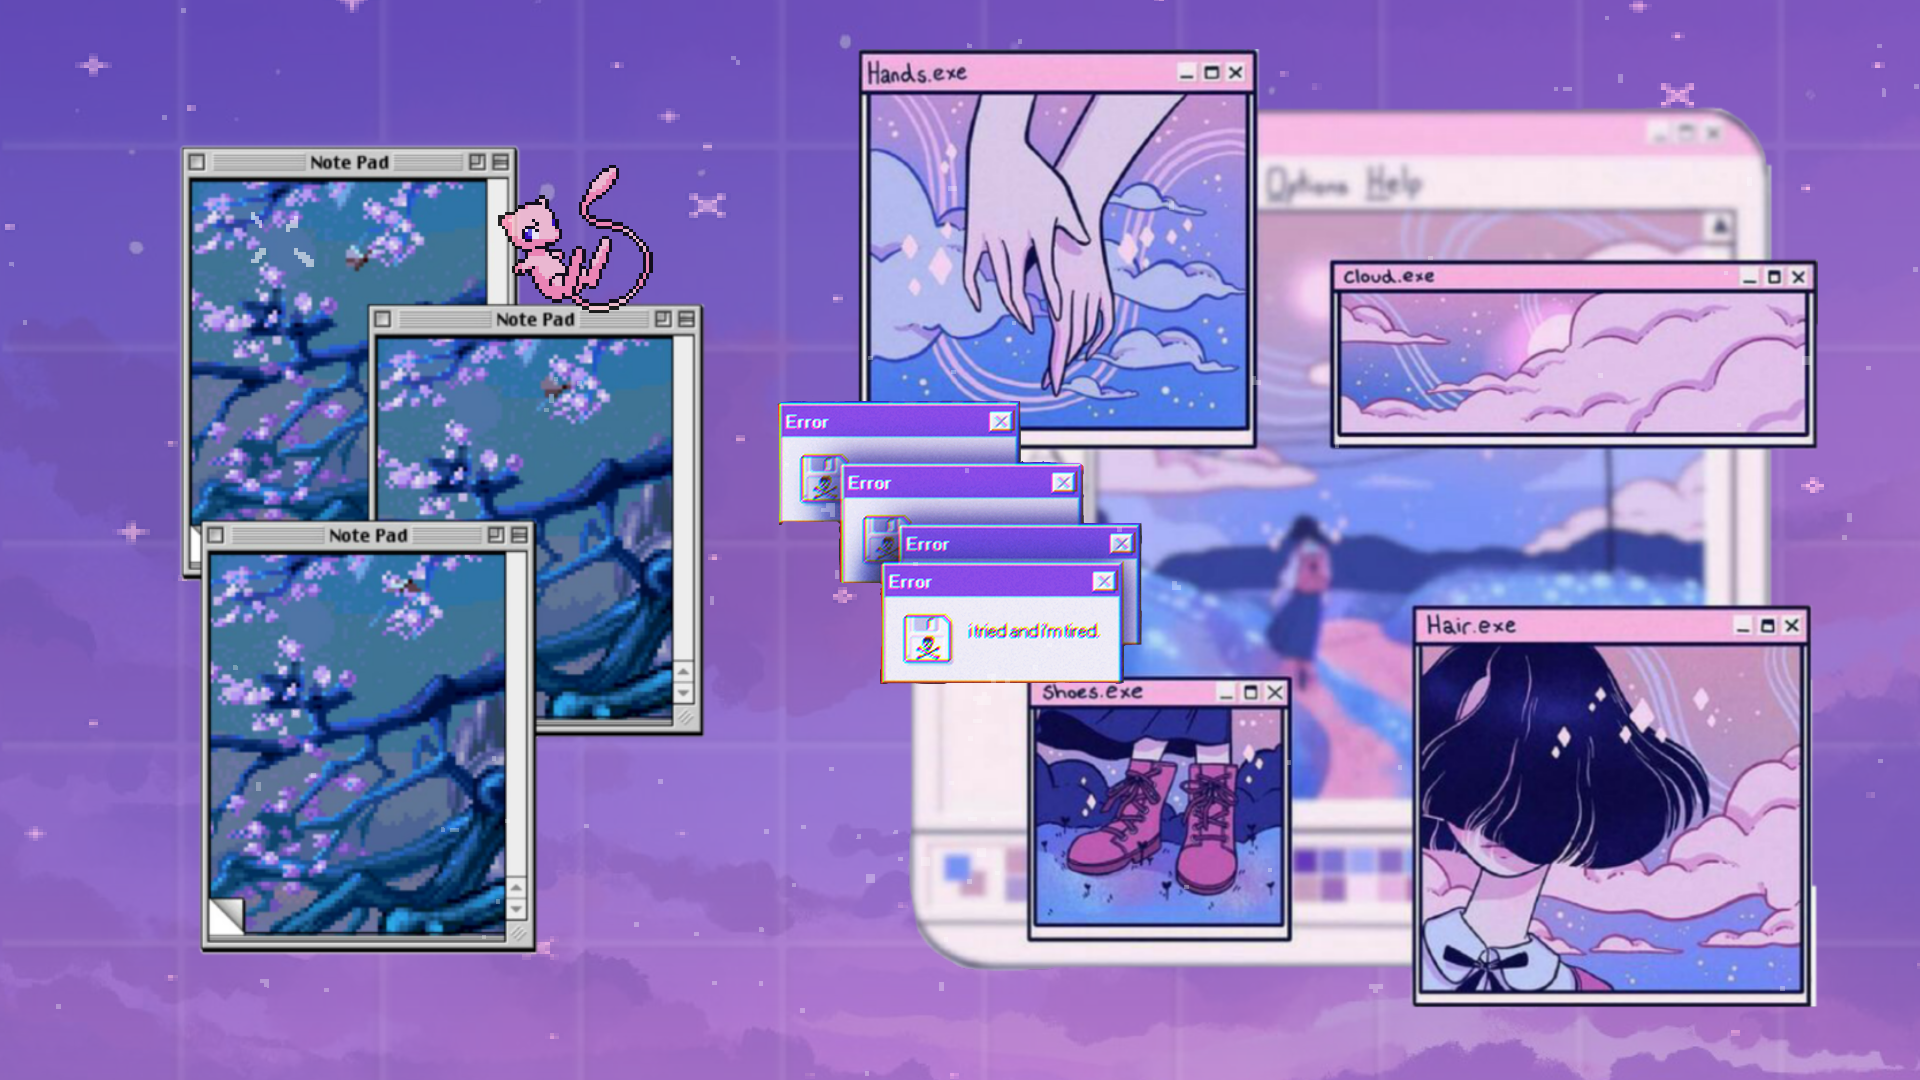 Note Pad
Note Pad
Note Pad
Hands.exe
Options Help
Cloud.exe
Error
Error
Error
Error
i tried and i'm tired.
Shoes.exe
Hair.exe